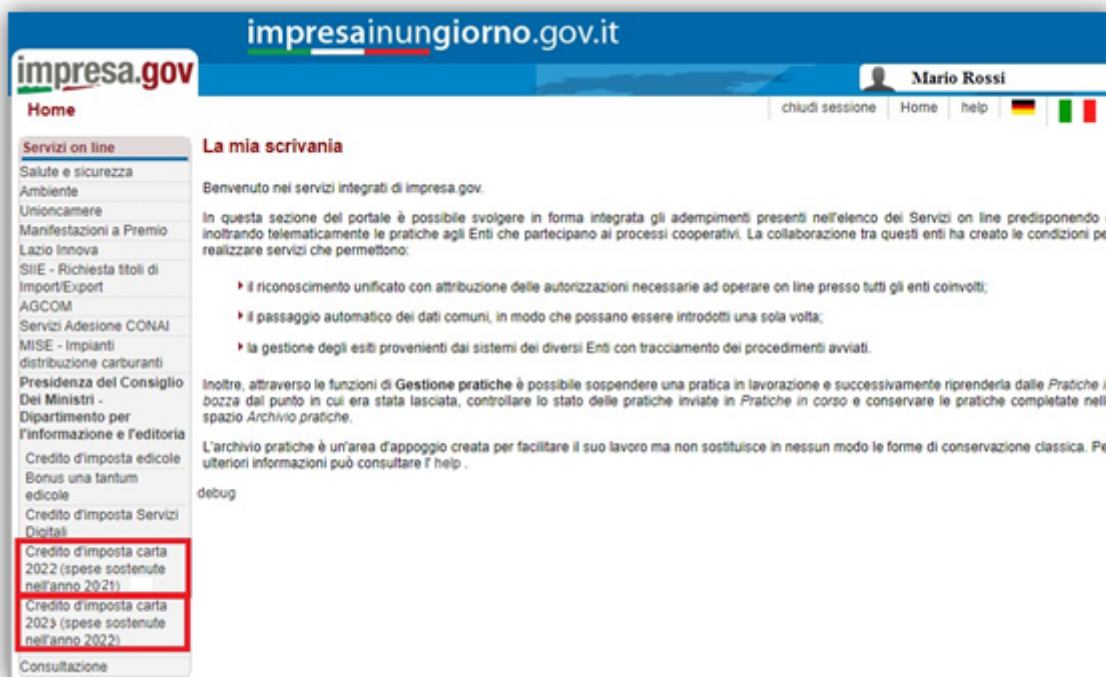 impresainungiorno.gov.it
impresa.gov
Mario Rossi
Home
chiudi sessione
Home
help
Servizi on line
Salute e sicurezza
Ambiente
Unioncamere
Manifestazioni a Premio
Lazio Innova
SIIE - Richiesta titoli di
Import/Export
AGCOM
Servizi Adesione CONAI
MISE - Impianti
distribuzione carburanti
Presidenza del Consiglio
Dei Ministri -
Dipartimento per
l'informazione e l'editoria
Credito d'imposta edicole
Bonus una tantum
edicole
Credito d'imposta Servizi
Digitali
Credito d'imposta carta
2022 (spese sostenute
nell'anno 2021)
Credito d'imposta carta
2023 (spese sostenute
nell'anno 2022)
Consultazione
La mia scrivania
Benvenuto nei servizi integrati di impresa.gov.
In questa sezione del portale è possibile svolgere in forma integrata gli adempimenti presenti nell'elenco dei Servizi on line predisponendo
inoltrando telematicamente le pratiche agli Enti che partecipano ai processi cooperativi. La collaborazione tra questi enti ha creato le condizioni pe
realizzare servizi che permettono:
il riconoscimento unificato con attribuzione delle autorizzazioni necessarie ad operare on line presso tutti gli enti coinvolti;
il passaggio automatico dei dati comuni, in modo che possano essere introdotti una sola volta;
la gestione degli esiti provenienti dai sistemi dei diversi Enti con tracciamento dei procedimenti avviati.
Inoltre, attraverso le funzioni di Gestione pratiche è possibile sospendere una pratica in lavorazione e successivamente riprenderla dalle Pratiche i
bozza dal punto in cui era stata lasciata, controllare lo stato delle pratiche inviate in Pratiche in corso e conservare le pratiche completate nell
spazio Archivio pratiche.
L'archivio pratiche è un'area d'appoggio creata per facilitare il suo lavoro ma non sostituisce in nessun modo le forme di conservazione classica. Pe
ulteriori informazioni può consultare l' help .
debug